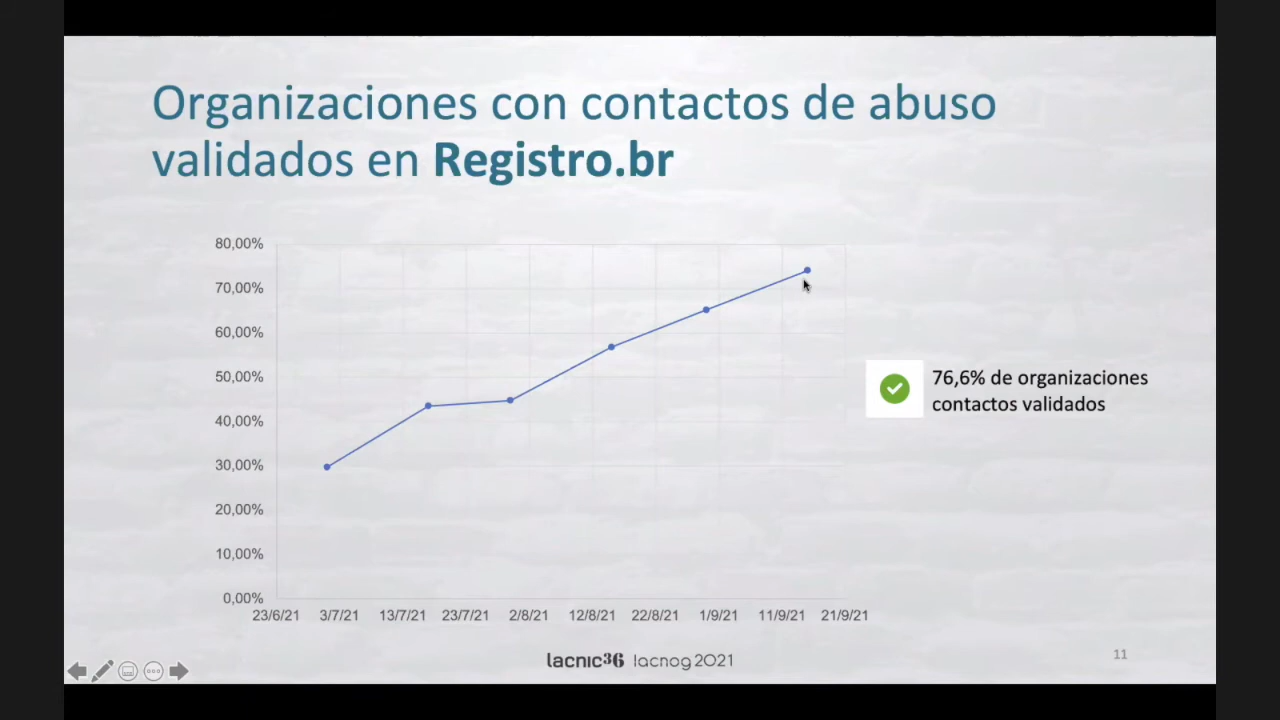 Organizaciones con contactos de abuso
validados en Registro.br
80,00%
70,00%
60,00%
50,00%
40,00%
30,00%
20,00%
10,00%
0,00%
23/6/21 3/7/21 13/7/21 23/7/21 2/8/21 12/8/21 22/8/21 1/9/21 11/9/21 21/9/21
76,6% de organizaciones
contactos validados
lacnic36 lacnog 2021
11